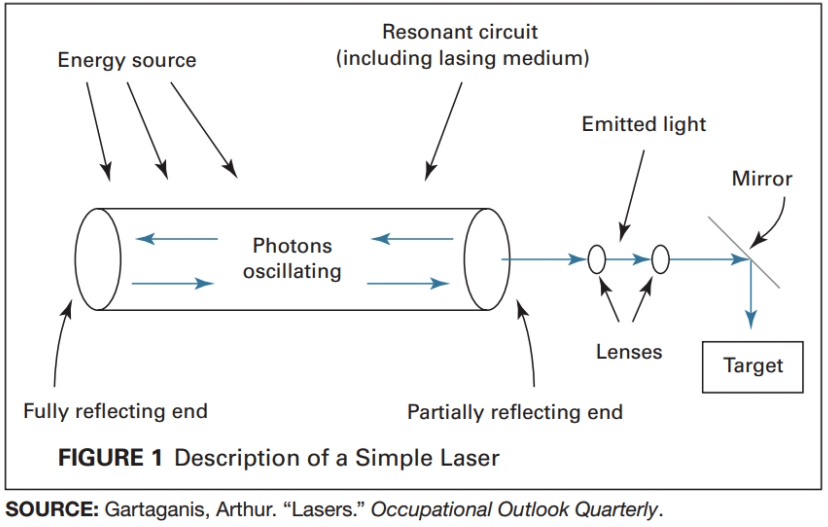 Energy source
Resonant circuit
(including lasing medium)
Emitted light
Mirror
Photons
oscillating
Lenses
Target
Fully reflecting end
Partially reflecting end
FIGURE 1 Description of a Simple Laser
SOURCE: Gartaganis, Arthur. “Lasers.” Occupational Outlook Quarterly.